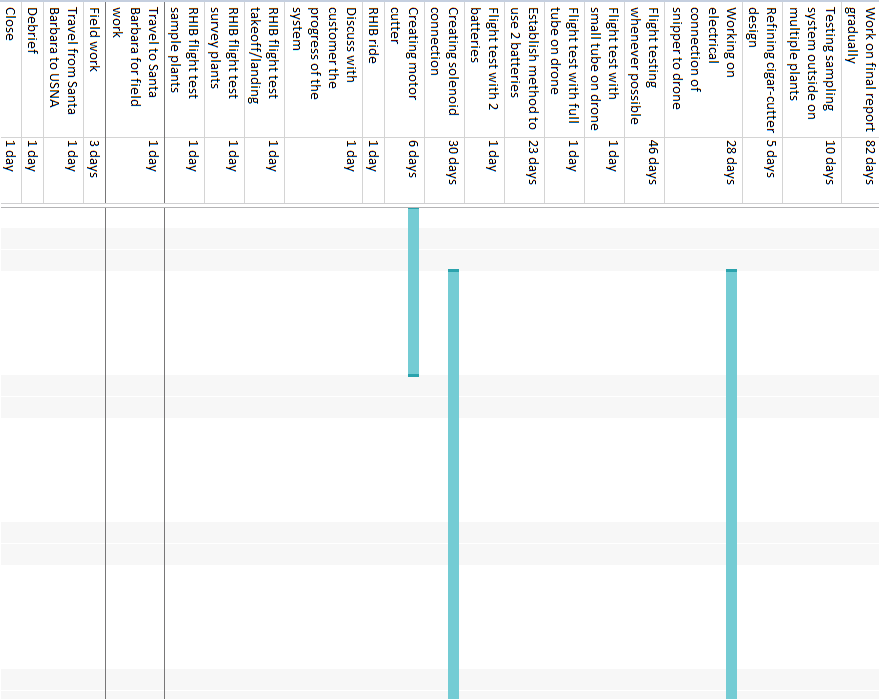 Work on final report 82 days
gradually
Testing sampling 10 days
system outside on
multiple plants
Refining cigar-cutter 5 days
design
Working on 28 days
electrical
connection of
snipper to drone
Flight testing 46 days
whenever possible
Flight test with 1 day
small tube on drone
Flight test with full 1 day
tube on drone
Establish method to 23 days
use 2 batteries
Flight test with 2 1 day
batteries
Creating solenoid 30 days
connection
Creating motor 6 days
cutter
RHIB ride 1 day
Discuss with 1 day
customer the
progress of the
system
RHIB flight test 1 day
takeoff/landing
RHIB flight test 1 day
survey plants
RHIB flight test 1 day
sample plants
Travel to Santa 1 day
Barbara for field
work
Field work 3 days
Travel from Santa 1 day
Barbara to USNA
Debrief 1 day
Close 1 day